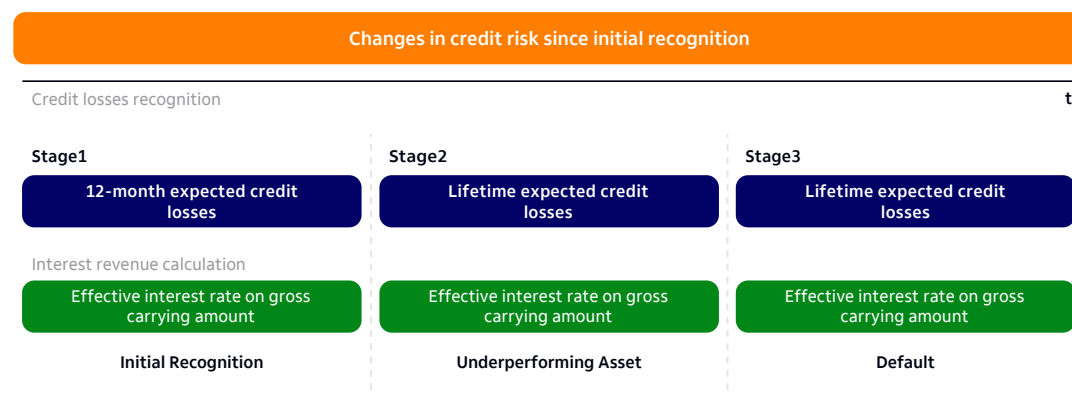 Changes in credit risk since initial recognition
Credit losses recognition
t
Stage1
Stage2
Stage3
12-month expected credit
losses
Lifetime expected credit
losses
Lifetime expected credit
losses
Interest revenue calculation
Effective interest rate on gross
carrying amount
Effective interest rate on gross
carrying amount
Effective interest rate on gross
carrying amount
Initial Recognition
Underperforming Asset
Default